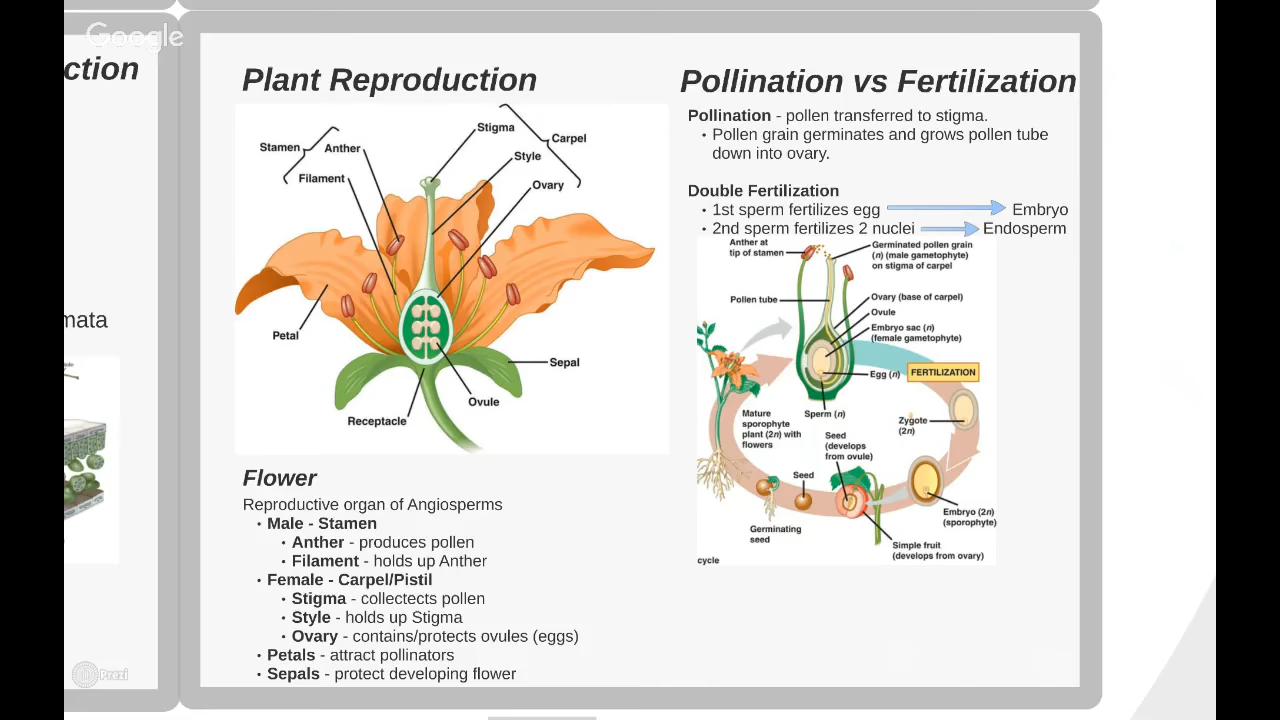 Google
ction
mata
Prezi
Plant Reproduction
Stigma
Carpel
Stamen
Anther
Style
Filament
Ovary
Petal
Sepal
Ovule
Receptacle
Flower
Reproductive organ of Angiosperms
• Male - Stamen
• Anther - produces pollen
• Filament - holds up Anther
• Female - Carpel/Pistil
• Stigma - collectects pollen
• Style - holds up Stigma
• Ovary - contains/protects ovules (eggs)
• Petals - attract pollinators
• Sepals - protect developing flower
Pollination vs Fertilization
Pollination - pollen transferred to stigma.
• Pollen grain germinates and grows pollen tube
down into ovary.
Double Fertilization
• 1st sperm fertilizes egg Embryo
• 2nd sperm fertilizes 2 nuclei Endosperm
Anther at
tip of stamen
Germinated pollen grain
(n) (male gametophyte)
on stigma of carpel
Pollen tube
Ovary (base of carpel)
Ovule
Embryo sac (n)
(female gametophyte)
Egg (n)
FERTILIZATION
Sperm (n)
Mature
sporophyte
plant (2n) with
flowers
Zygote
(2n)
Seed
(develops
from ovule)
Seed
Embryo (2n)
(sporophyte)
Germinating
seed
Simple fruit
(develops from ovary)
cycle